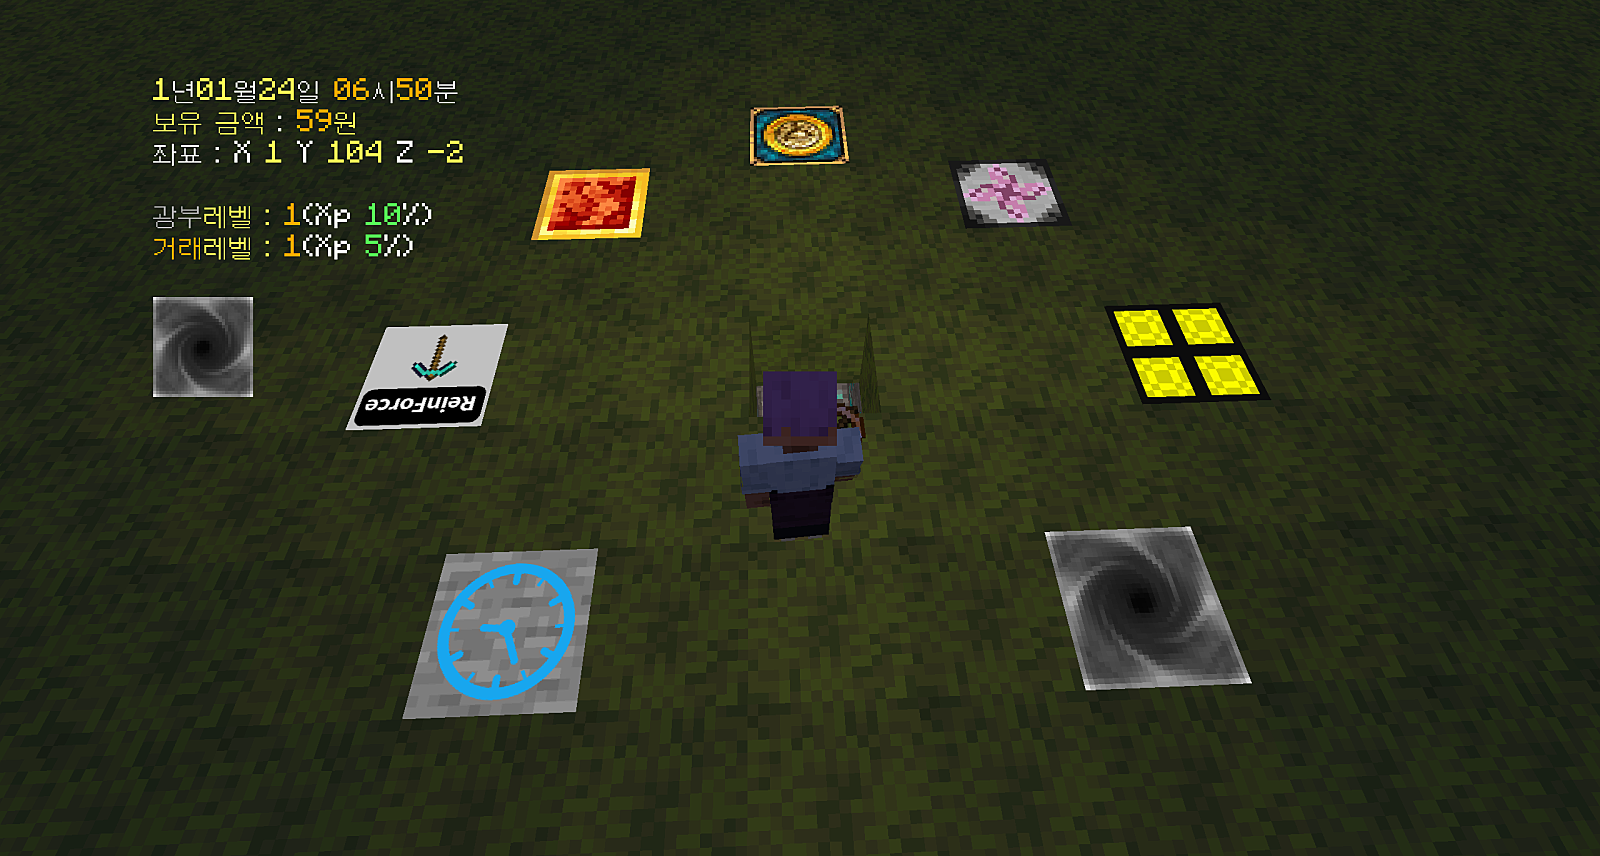 1년01월24일 06시50분
보유 금액 : 59원
좌표 : X 1 Y 104 Z -2
광부레벨 : 1(Xp 10%)
거래레벨 : 1(Xp 5%)
ReinForce